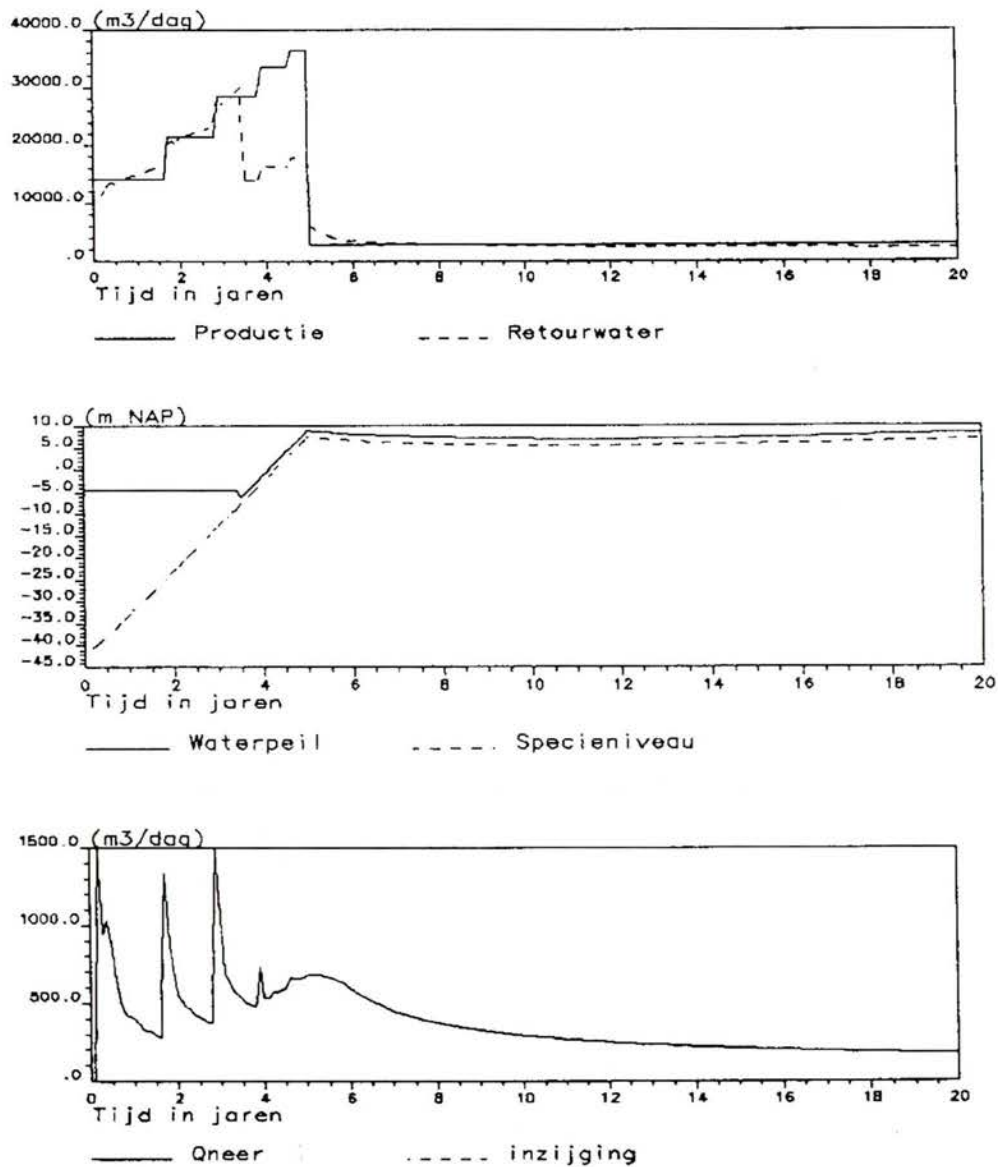 40000.0 (m3/dag)
30000.0
20000.0
10000.0
.0
0 2 4 6 8 10 12 14 16 18 20
Tijd in jaren
Productie Retourwater
10.0 (m NAP)
5.0
.0
-5.0
-10.0
-15.0
-20.0
-25.0
-30.0
-35.0
-40.0
-45.0
0 2 4 6 8 10 12 14 16 18 20
Tijd in jaren
Waterpeil Specieniveau
1500.0 (m3/dag)
1000.0
500.0
.0
0 2 4 6 8 10 12 14 16 18 20
Tijd in jaren
Qneer inzijging